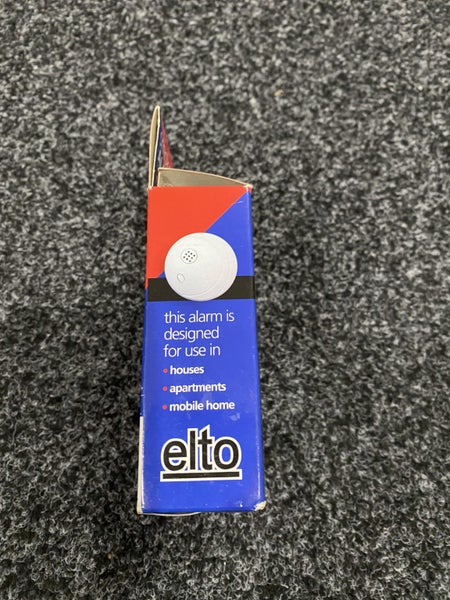 this alarm is
designed
for use in
• houses
• apartments
• mobile home
elto